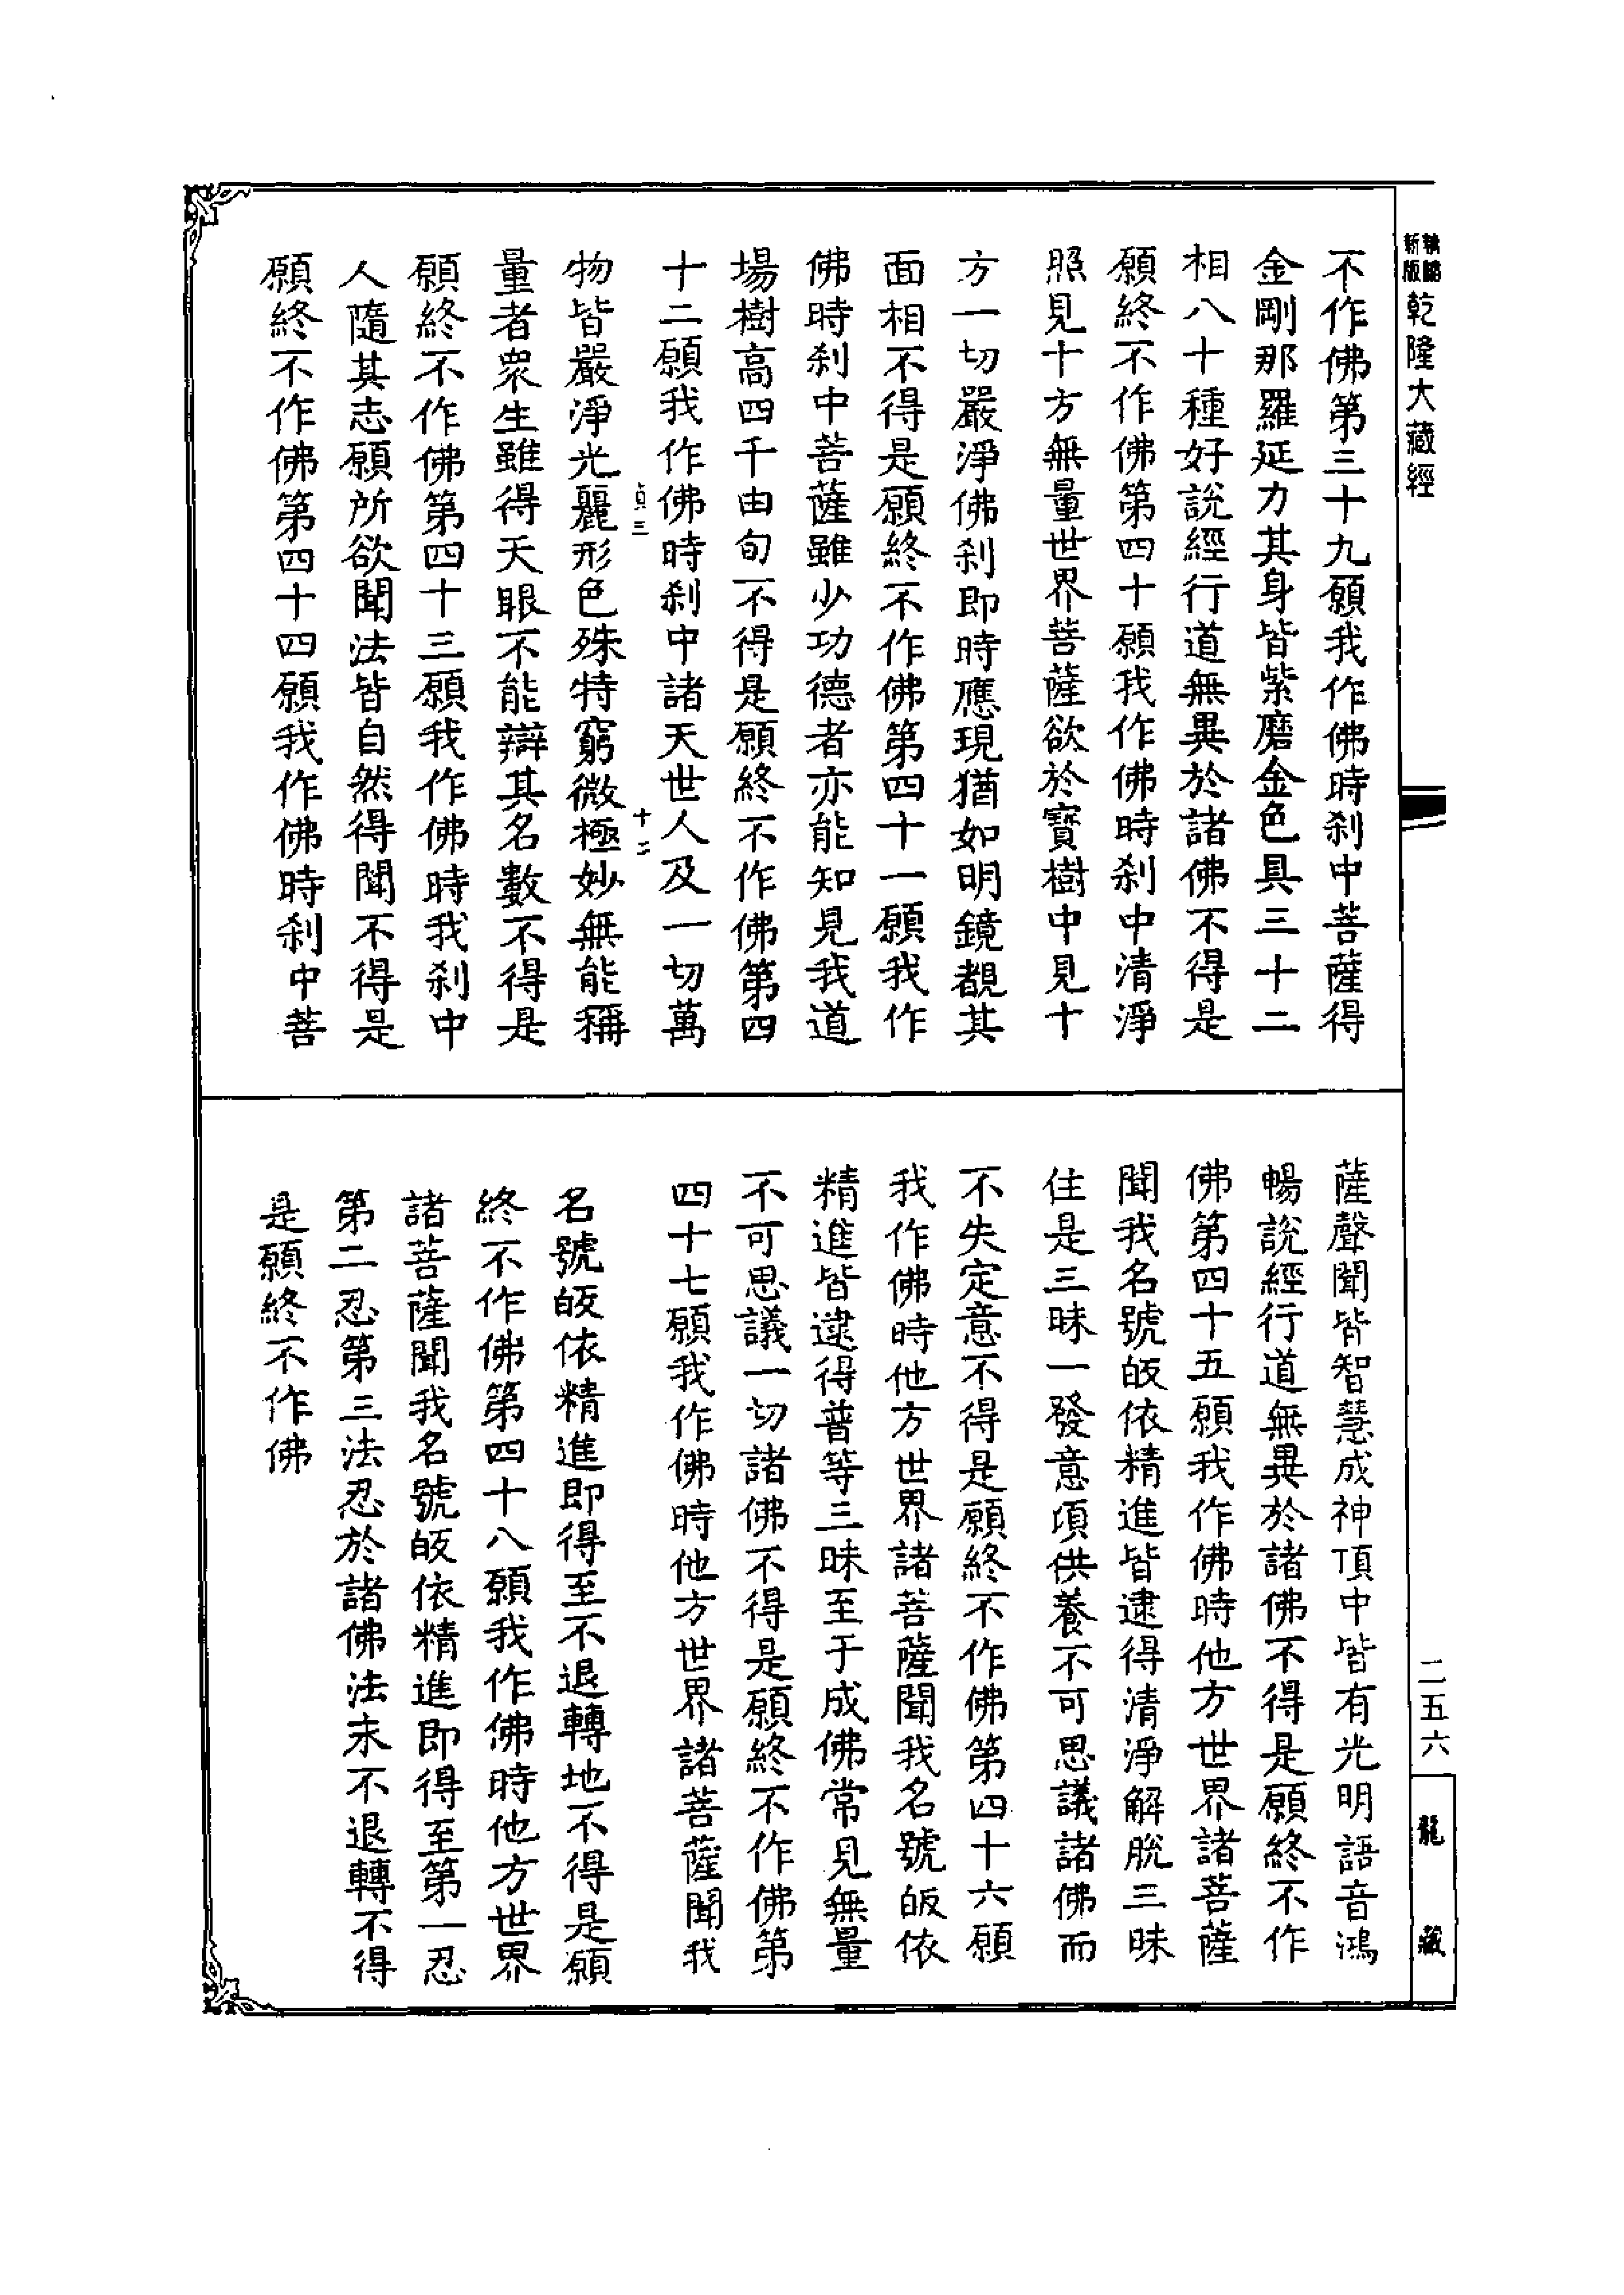 新版
乾隆大藏經
不作佛第三十九願我作佛時刹中菩薩得
金剛那羅延力其身皆紫磨金色具三十二
相八十種好說經行道無異於諸佛不得是
願終不作佛第四十願我作佛時刹中清淨
照見十方無量世界菩薩欲於寶樹中見十
方一切嚴淨佛刹即時應現猶如明鏡覩其
面相不得是願終不作佛第四十一願我作
佛時刹中菩薩雖少功德者亦能知見我道
場樹高四千由旬不得是願終不作佛第四
十二願我作佛時刹中諸天世人及一切萬
貞三
十二
物皆嚴淨光麗形色殊特窮微極妙無能稱
量者衆生雖得天眼不能辯其名數不得是
願終不作佛第四十三願我作佛時我刹中
人隨其志願所欲聞法皆自然得聞不得是
願終不作佛第四十四願我作佛時刹中菩
薩聲聞皆智慧成神頂中皆有光明語音鴻
暢說經行道無異於諸佛不得是願終不作
佛第四十五願我作佛時他方世界諸菩薩
聞我名號皈依精進皆逮得清淨解脫三昧
住是三昧一發意頃供養不可思議諸佛而
不失定意不得是願終不作佛第四十六願
我作佛時他方世界諸菩薩聞我名號皈依
精進皆逮得普等三昧至于成佛常見無量
不可思議一切諸佛不得是願終不作佛第
四十七願我作佛時他方世界諸菩薩聞我
名號皈依精進即得至不退轉地不得是願
終不作佛第四十八願我作佛時他方世界
諸菩薩聞我名號皈依精進即得至第一忍
第二忍第三法忍於諸佛法永不退轉不得
是願終不作佛
二五六
龍藏